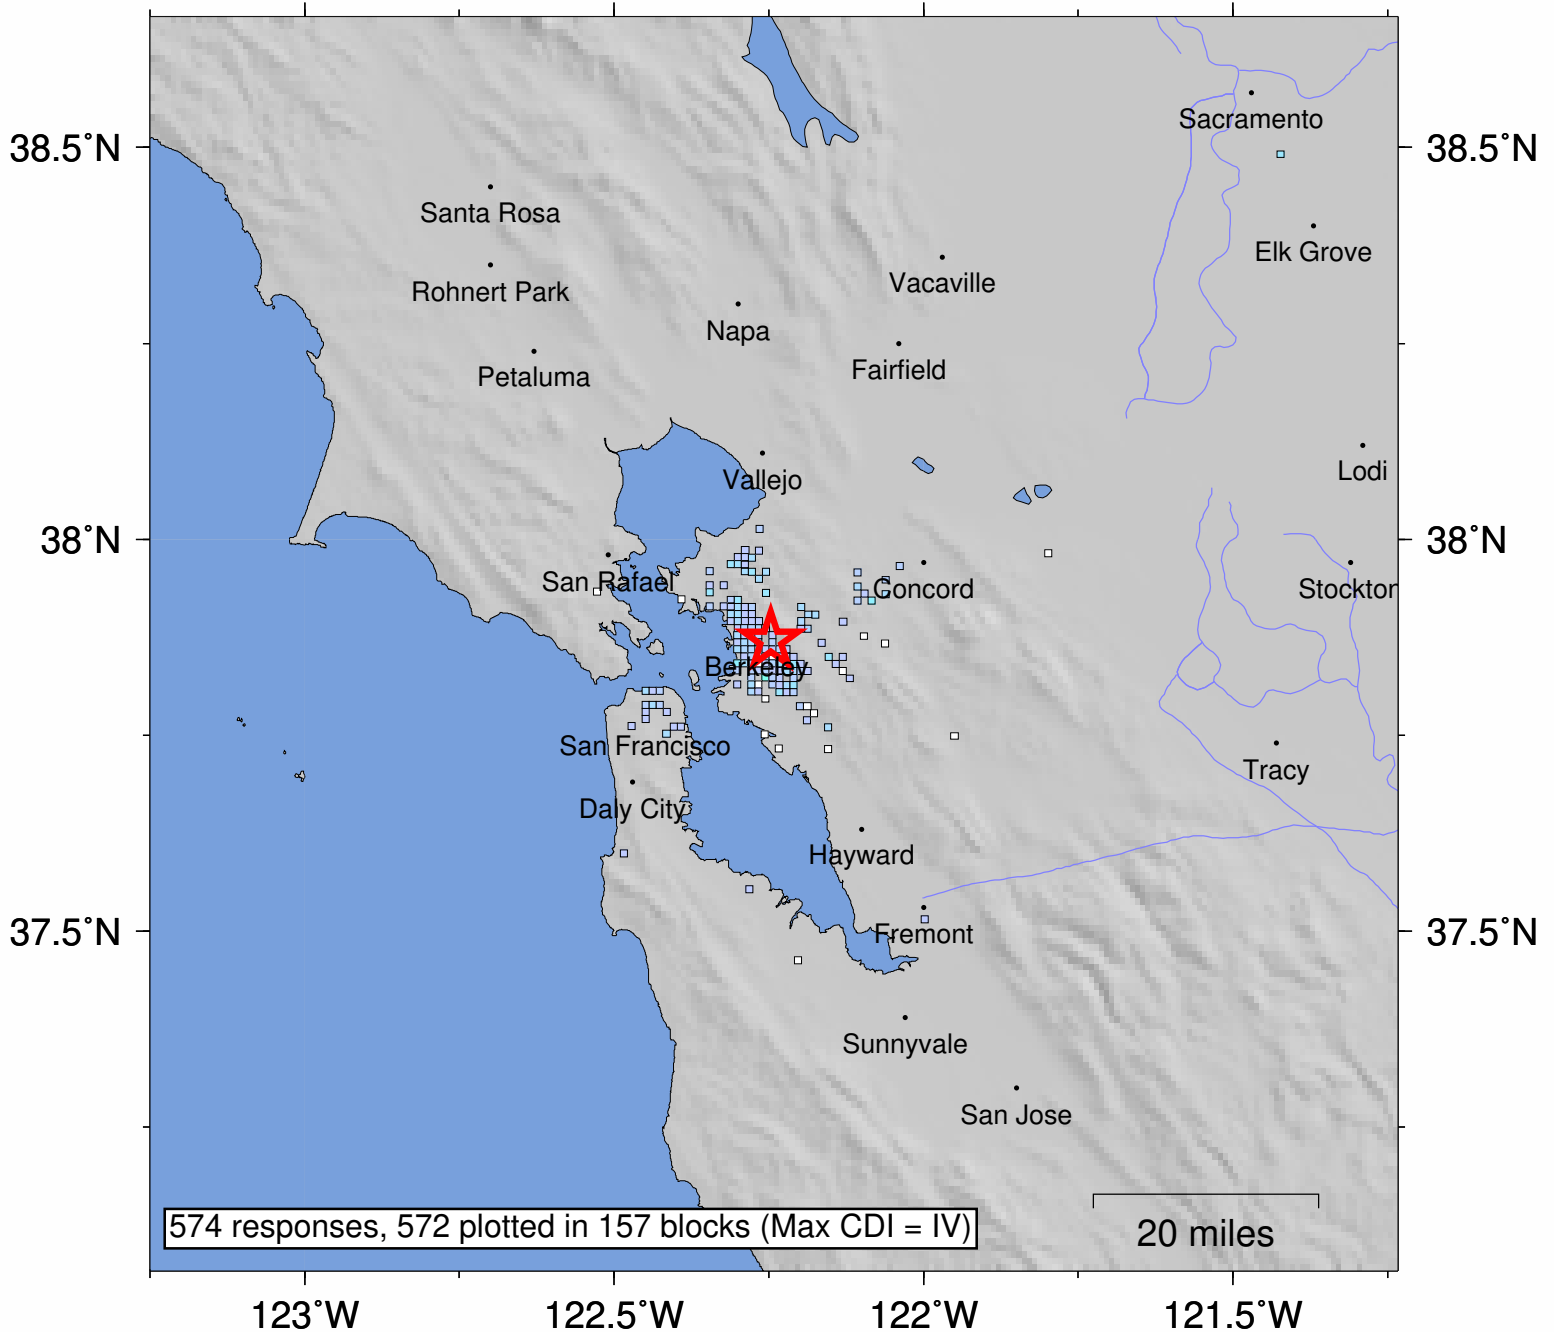 Sacramento
38.5°N
38.5°N
Santa Rosa
Elk Grove
Rohnert Park
Vacaville
Napa
Fairfield
Petaluma
Lodi
Vallejo
38°N
38°N
San Rafael
Concord
Stockton
Berkeley
San Francisco
Tracy
Daly City
Hayward
37.5°N
Fremont
37.5°N
Sunnyvale
San Jose
574 responses, 572 plotted in 157 blocks (Max CDI = IV)
20 miles
123°W
122.5°W
122°W
121.5°W